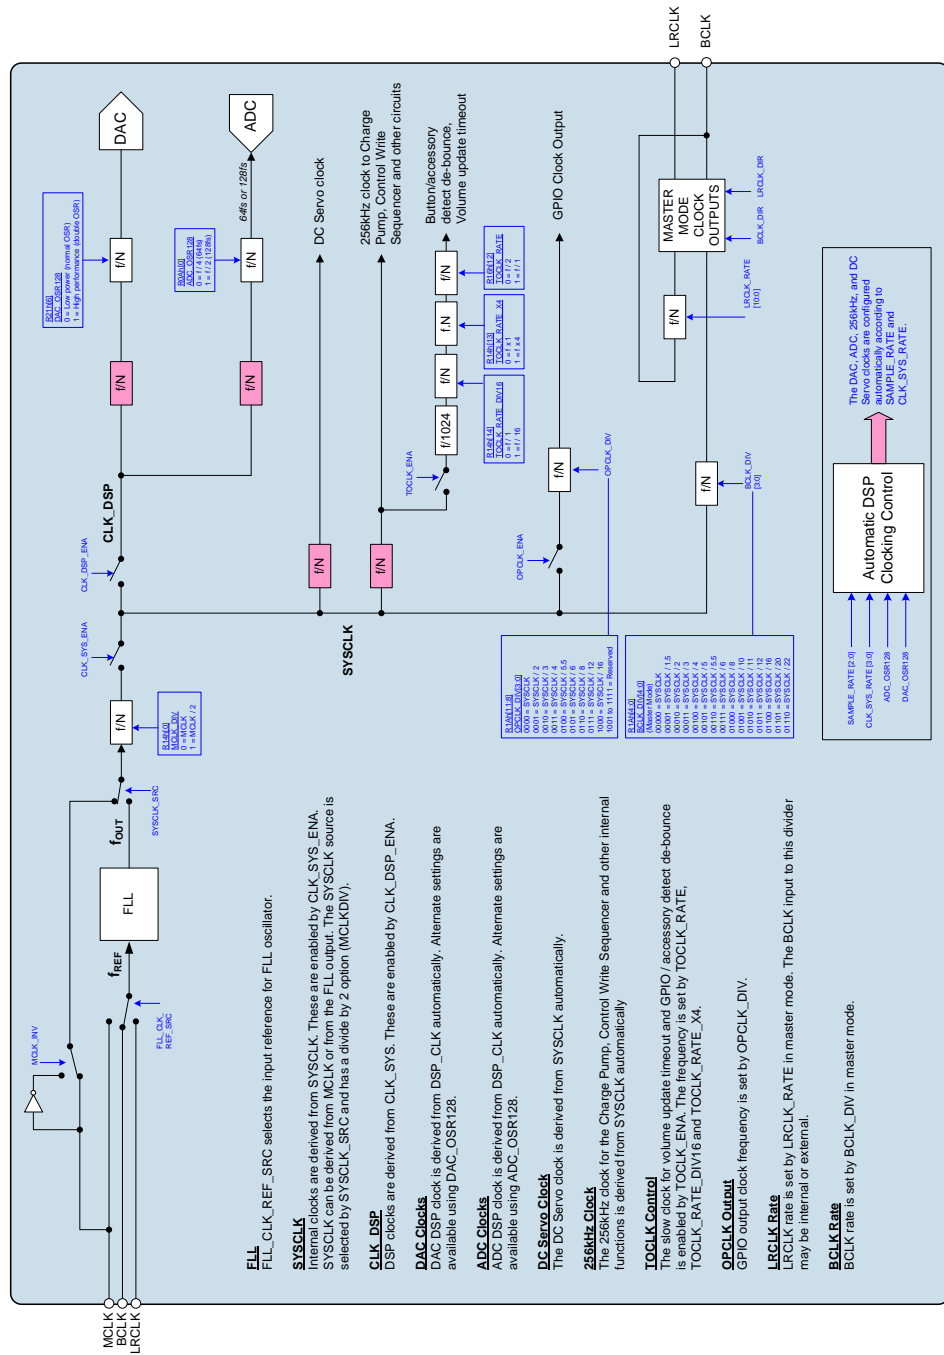 MCLK
BCLK
LRCLK
MCLK_INV
FLL_CLK_
REF_SRC
fREF
FLL
fOUT
SYSCLK_SRC
f/N
R14h[0]
MCLK_DIV
0 = MCLK
1 = MCLK / 2
CLK_SYS_ENA
SYSCLK
CLK_DSP_ENA
CLK_DSP
f/N
f/N
R21h[6]
DAC_OSR128
0 = Low power (normal OSR)
1 = High performance (double OSR)
DAC
f/N
f/N
R0Ah[0]
ADC_OSR128
0 = f / 4 (64fs)
1 = f / 2 (128fs)
64fs or 128fs
ADC
f/N
DC Servo clock
f/N
256kHz clock to Charge
Pump, Control Write
Sequencer and other circuits
TOCLK_ENA
f/1024
f/N
f.N
f/N
R14h[14]
TOCLK_RATE_DIV16
0 = f / 1
1 = f / 16
R14h[13]
TOCLK_RATE_X4
0 = f x 1
1 = f x 4
R16h[12]
TOCLK_RATE
0 = f / 2
1 = f / 1
Button/accessory
detect de-bounce,
Volume update timeout
OPCLK_ENA
f/N
OPCLK_DIV
GPIO Clock Output
R1Ah[11:8]
OPCLK_DIV[3:0]
0000 = SYSCLK
0001 = SYSCLK / 2
0010 = SYSCLK / 3
0011 = SYSCLK / 4
0100 = SYSCLK / 5.5
0101 = SYSCLK / 6
0110 = SYSCLK / 8
0111 = SYSCLK / 12
1000 = SYSCLK / 16
1001 to 1111 = Reserved
f/N
BCLK_DIV
[3:0]
R1Ah[4:0]
BCLK_DIV[4:0]
(Master Mode)
00000 = SYSCLK
00001 = SYSCLK / 1.5
00010 = SYSCLK / 2
00011 = SYSCLK / 3
00100 = SYSCLK / 4
00101 = SYSCLK / 5
00110 = SYSCLK / 5.5
00111 = SYSCLK / 6
01000 = SYSCLK / 8
01001 = SYSCLK / 10
01010 = SYSCLK / 11
01011 = SYSCLK / 12
01100 = SYSCLK / 16
01101 = SYSCLK / 20
01110 = SYSCLK / 22
f/N
LRCLK_RATE
[10:0]
MASTER
MODE
CLOCK
OUTPUTS
BCLK_DIR
LRCLK_DIR
LRCLK
BCLK
SAMPLE_RATE [2:0]
CLK_SYS_RATE [3:0]
ADC_OSR128
DAC_OSR128
Automatic DSP
Clocking Control
The DAC, ADC, 256kHz, and DC
Servo clocks are configured
automatically according to
SAMPLE_RATE and
CLK_SYS_RATE.
FLL
FLL_CLK_REF_SRC selects the input reference for FLL oscillator.
SYSCLK
Internal clocks are derived from SYSCLK. These are enabled by CLK_SYS_ENA.
SYSCLK can be derived from MCLK or from the FLL output. The SYSCLK source is
selected by SYSCLK_SRC and has a divide by 2 option (MCLKDIV).
CLK_DSP
DSP clocks are derived from CLK_SYS. These are enabled by CLK_DSP_ENA.
DAC Clocks
DAC DSP clock is derived from DSP_CLK automatically. Alternate settings are
available using DAC_OSR128.
ADC Clocks
ADC DSP clock is derived from DSP_CLK automatically. Alternate settings are
available using ADC_OSR128.
DC Servo Clock
The DC Servo clock is derived from SYSCLK automatically.
256kHz Clock
The 256kHz clock for the Charge Pump, Control Write Sequencer and other internal
functions is derived from SYSCLK automatically
TOCLK Control
The slow clock for volume update timeout and GPIO / accessory detect de-bounce
is enabled by TOCLK_ENA. The frequency is set by TOCLK_RATE,
TOCLK_RATE_DIV16 and TOCLK_RATE_X4.
OPCLK Output
GPIO output clock frequency is set by OPCLK_DIV.
LRCLK Rate
LRCLK rate is set by LRCLK_RATE in master mode. The BCLK input to this divider
may be internal or external.
BCLK Rate
BCLK rate is set by BCLK_DIV in master mode.